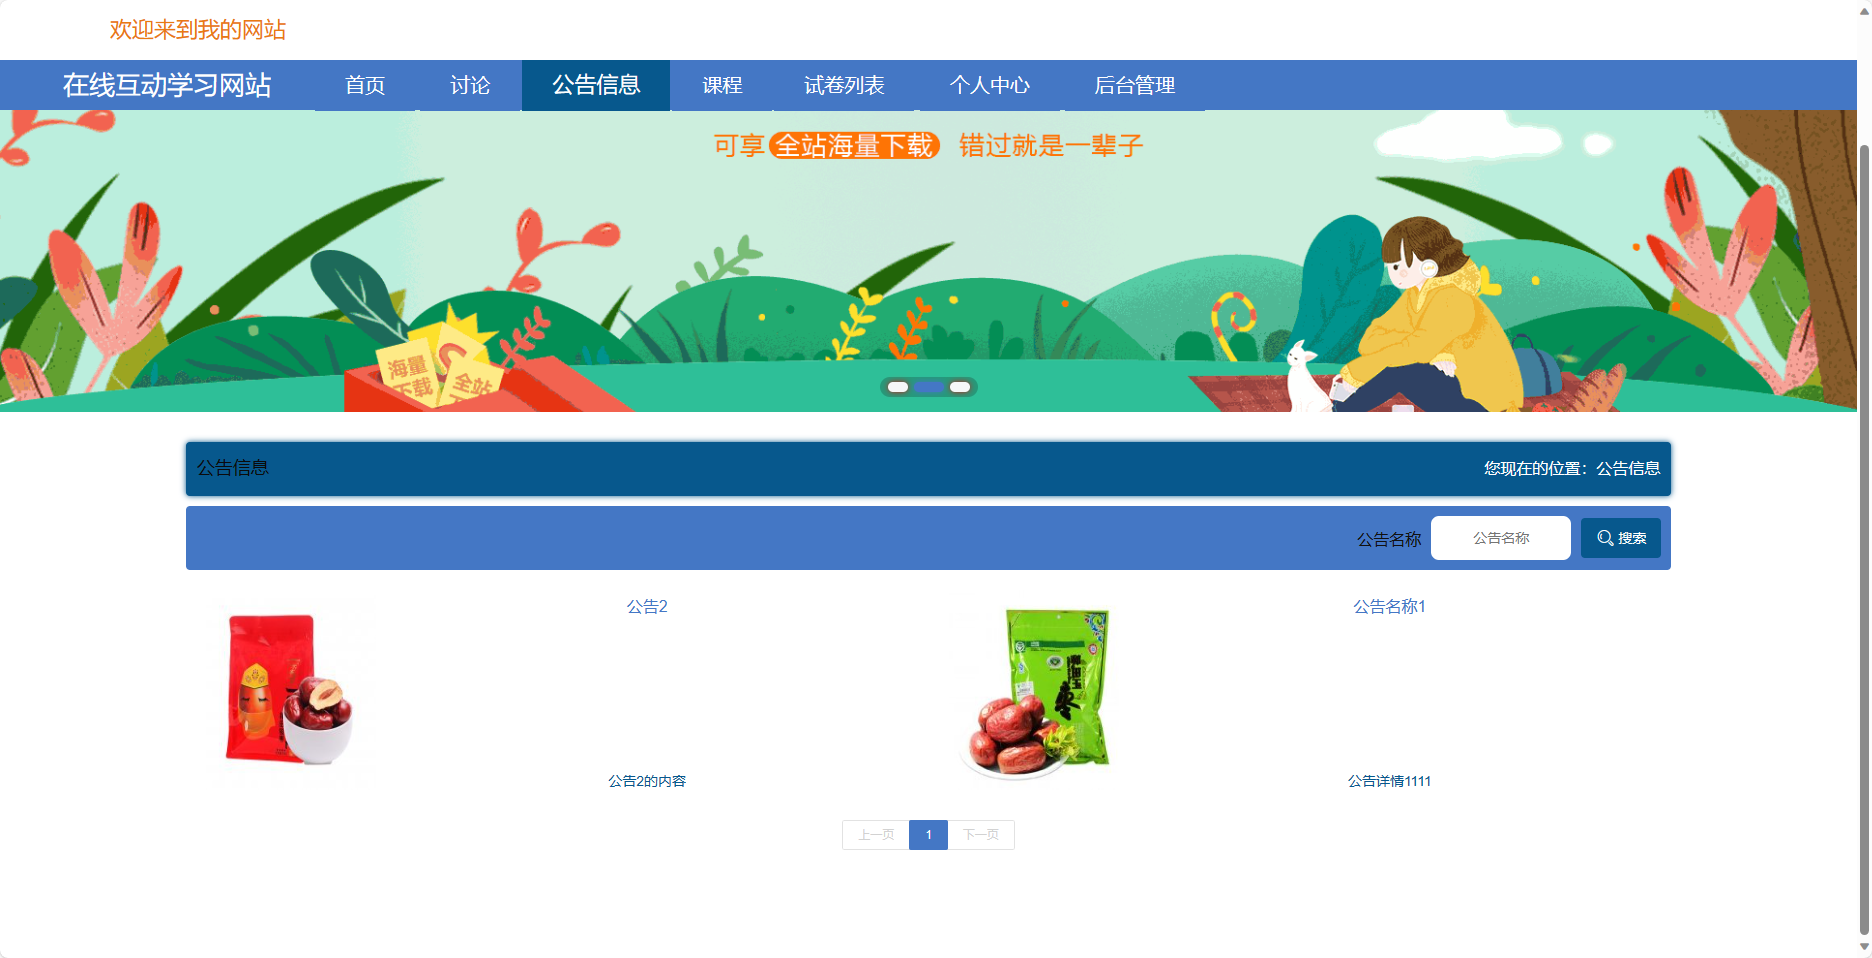 欢迎来到我的网站
在线互动学习网站 首页 讨论 公告信息 课程 试卷列表 个人中心 后台管理
可享 全站海量下载 错过就是一辈子
海量
下载
全站
公告信息 您现在的位置：公告信息
公告名称 公告名称 搜索
公告2 公告名称1
公告2的内容 公告详情1111
上一页 1 下一页